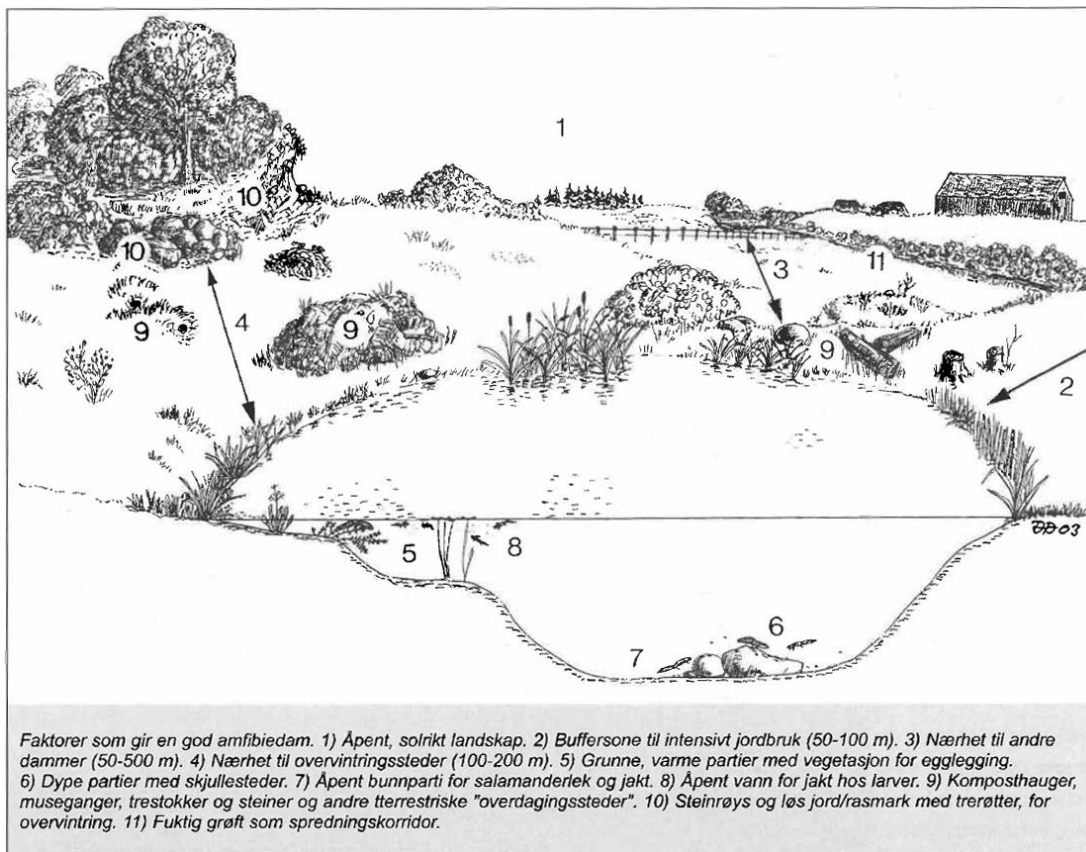 1
10
10
3
11
4
9
9
9
2
DD 03
5
8
6
7
Faktorer som gir en god amfibiedam. 1) Åpent, solrikt landskap. 2) Buffersone til intensivt jordbruk (50-100 m). 3) Nærhet til andre
dammer (50-500 m). 4) Nærhet til overvintringssteder (100-200 m). 5) Grunne, varme partier med vegetasjon for egglegging.
6) Dype partier med skjullesteder. 7) Åpent bunnparti for salamanderlek og jakt. 8) Åpent vann for jakt hos larver. 9) Komposthauger,
museganger, trestokker og steiner og andre tterrestriske "overdagingssteder". 10) Steinrøys og løs jord/rasmark med trerøtter, for
overvintring. 11) Fuktig grøft som spredningskorridor.